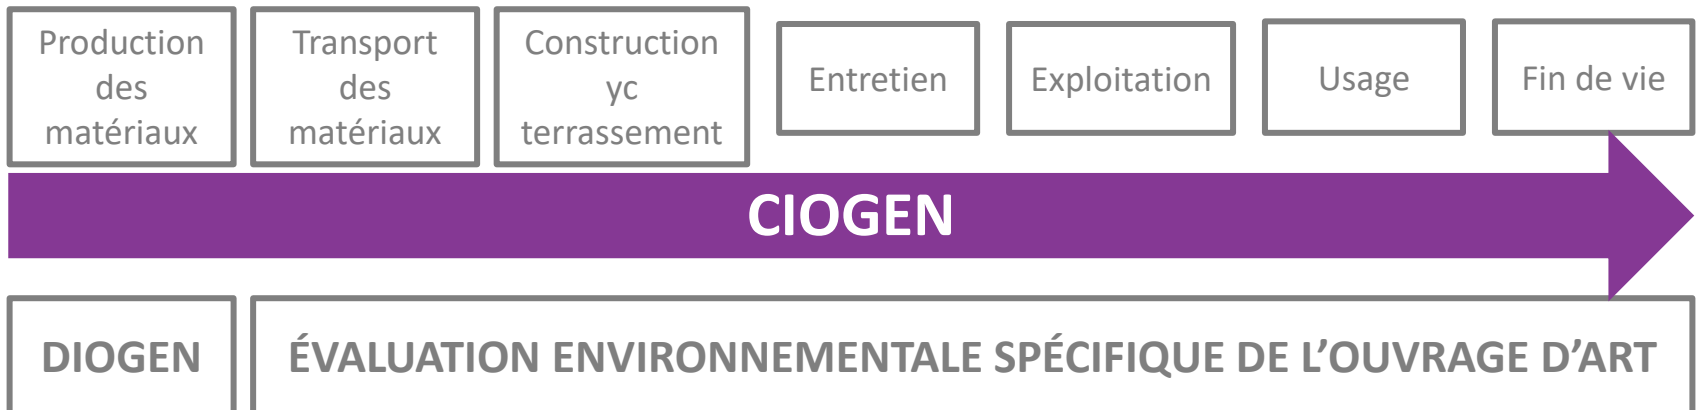 Production
des
matériaux
Transport
des
matériaux
Construction
yc
terrassement
Entretien
Exploitation
Usage
Fin de vie
CIOGEN
DIOGEN
ÉVALUATION ENVIRONNEMENTALE SPÉCIFIQUE DE L’OUVRAGE D’ART